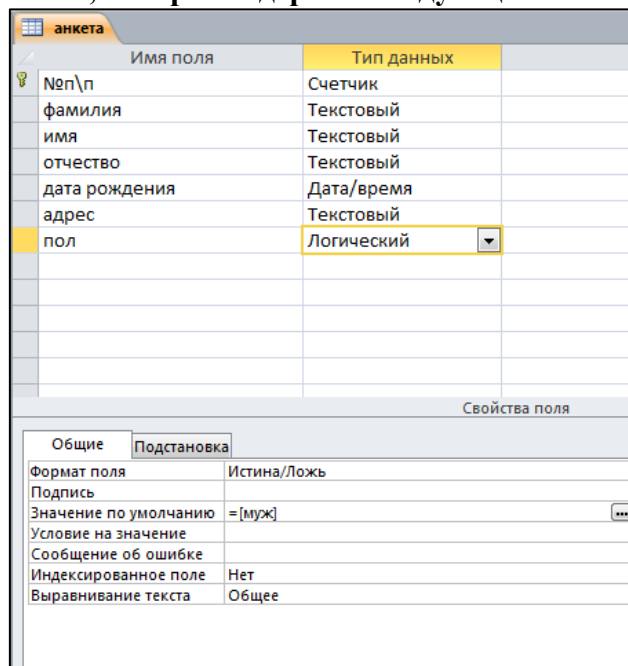 анкета
Имя поля Тип данных
№п\п Счетчик
фамилия Текстовый
имя Текстовый
отчество Текстовый
дата рождения Дата/время
адрес Текстовый
пол Логический
Свойства поля
Общие Подстановка
Формат поля Истина/Ложь
Подпись
Значение по умолчанию =[муж]
Условие на значение
Сообщение об ошибке
Индексированное поле Нет
Выравнивание текста Общее